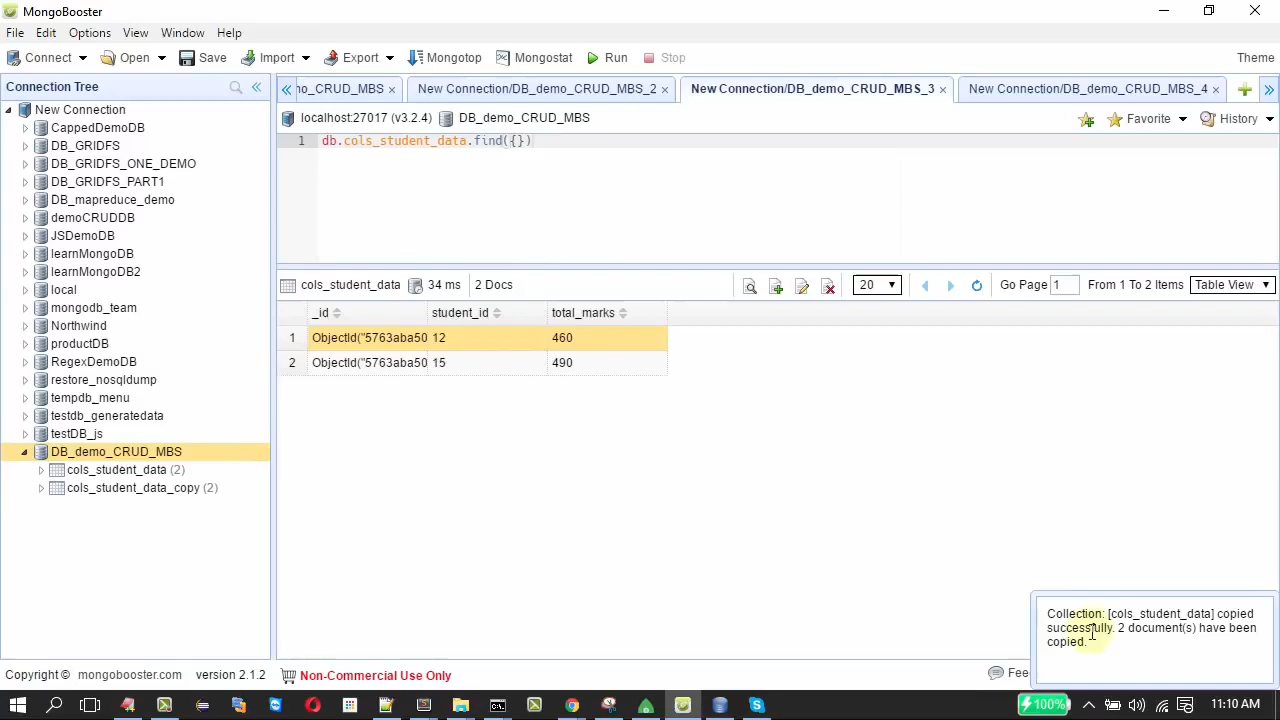 MongoBooster
File Edit Options View Window Help
Connect Open Save Import Export Mongotop Mongostat Run Stop Theme
Connection Tree
mo_CRUD_MBS × New Connection/DB_demo_CRUD_MBS_2 × New Connection/DB_demo_CRUD_MBS_3 × New Connection/DB_demo_CRUD_MBS_4 ×
New Connection
CappedDemoDB
DB_GRIDFS
DB_GRIDFS_ONE_DEMO
DB_GRIDFS_PART1
DB_mapreduce_demo
demoCRUDDB
JSDemoDB
learnMongoDB
learnMongoDB2
local
mongodb_team
Northwind
productDB
RegexDemoDB
restore_nosqldump
tempdb_menu
testdb_generatedata
testDB_js
DB_demo_CRUD_MBS
cols_student_data (2)
cols_student_data_copy (2)
localhost:27017 (v3.2.4) DB_demo_CRUD_MBS Favorite History
1 db.cols_student_data.find({})
cols_student_data 34 ms 2 Docs 20 Go Page 1 From 1 To 2 Items Table View
_id student_id total_marks
1 ObjectId("5763aba50 12 460
2 ObjectId("5763aba50 15 490
Collection: [cols_student_data] copied
successfully. 2 document(s) have been
copied.
Copyright © mongobooster.com version 2.1.2 Non-Commercial Use Only Fee
100% 11:10 AM